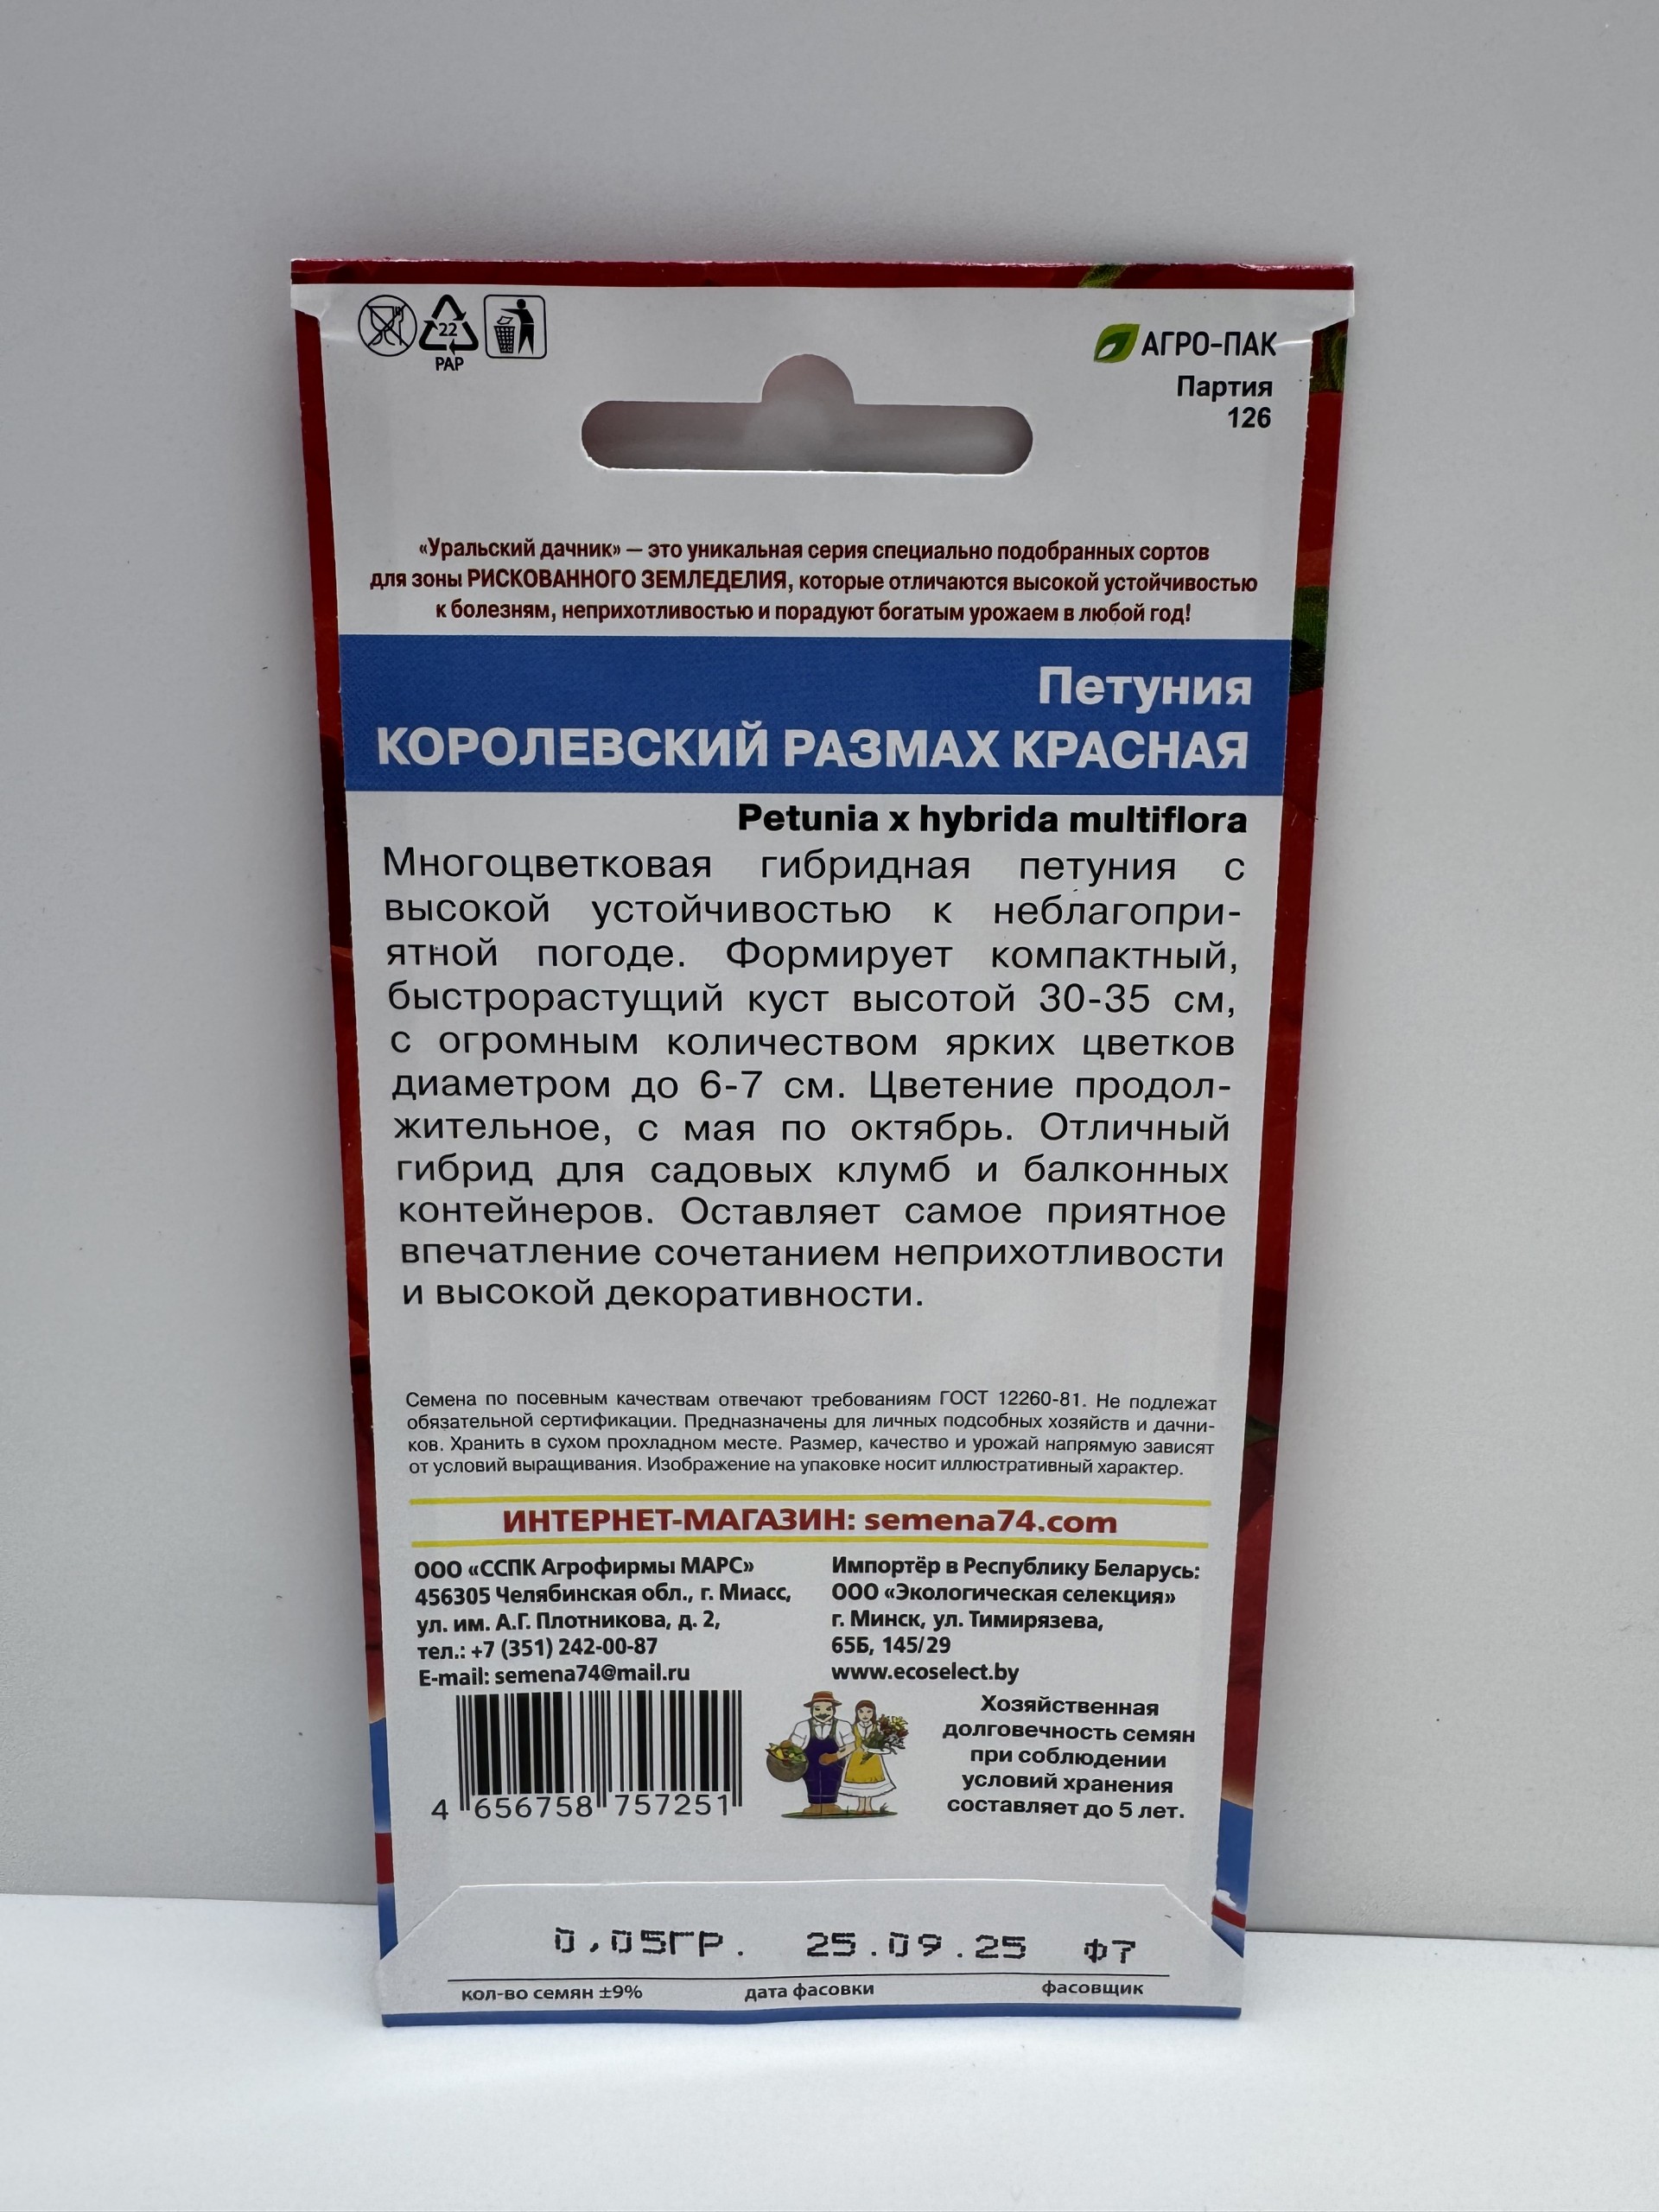 22
PAP
АГРО-ПАК
Партия
126
«Уральский дачник» — это уникальная серия специально подобранных сортов
для зоны РИСКОВАННОГО ЗЕМЛЕДЕЛИЯ, которые отличаются высокой устойчивостью
к болезням, неприхотливостью и порадуют богатым урожаем в любой год!
Петуния
КОРОЛЕВСКИЙ РАЗМАХ КРАСНАЯ
Petunia x hybrida multiflora
Многоцветковая гибридная петуния с
высокой устойчивостью к неблагопри-
ятной погоде. Формирует компактный,
быстрорастущий куст высотой 30-35 см,
с огромным количеством ярких цветков
диаметром до 6-7 см. Цветение продол-
жительное, с мая по октябрь. Отличный
гибрид для садовых клумб и балконных
контейнеров. Оставляет самое приятное
впечатление сочетанием неприхотливости
и высокой декоративности.
Семена по посевным качествам отвечают требованиям ГОСТ 12260-81. Не подлежат
обязательной сертификации. Предназначены для личных подсобных хозяйств и дачни-
ков. Хранить в сухом прохладном месте. Размер, качество и урожай напрямую зависят
от условий выращивания. Изображение на упаковке носит иллюстративный характер.
ИНТЕРНЕТ-МАГАЗИН: semena74.com
ООО «ССПК Агрофирмы МАРС»
456305 Челябинская обл., г. Миасс,
ул. им. А.Г. Плотникова, д. 2,
тел.: +7 (351) 242-00-87
E-mail: semena74@mail.ru
Импортёр в Республику Беларусь:
ООО «Экологическая селекция»
г. Минск, ул. Тимирязева,
65Б, 145/29
www.ecoselect.by
4 656758 757251
Хозяйственная
долговечность семян
при соблюдении
условий хранения
составляет до 5 лет.
0,05ГР. 25.09.25 Ф7
кол-во семян ±9% дата фасовки фасовщик